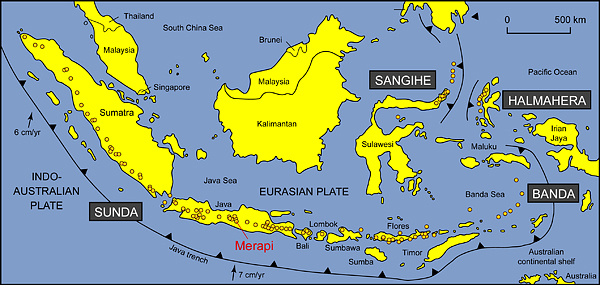 Thailand
South China Sea
0 500 km
Brunei
Malaysia
Pacific Ocean
SANGIHE
Malaysia
Singapore
HALMAHERA
Sumatra
Kalimantan
6 cm/yr
Irian
Jaya
Sulawesi
Maluku
INDO-
AUSTRALIAN
PLATE
Java Sea
EURASIAN PLATE
Banda Sea
BANDA
SUNDA
Java
Lombok
Flores
Merapi
Bali
Sumbawa
Timor
Java trench
Sumba
Australian
continental shelf
7 cm/yr
Australia